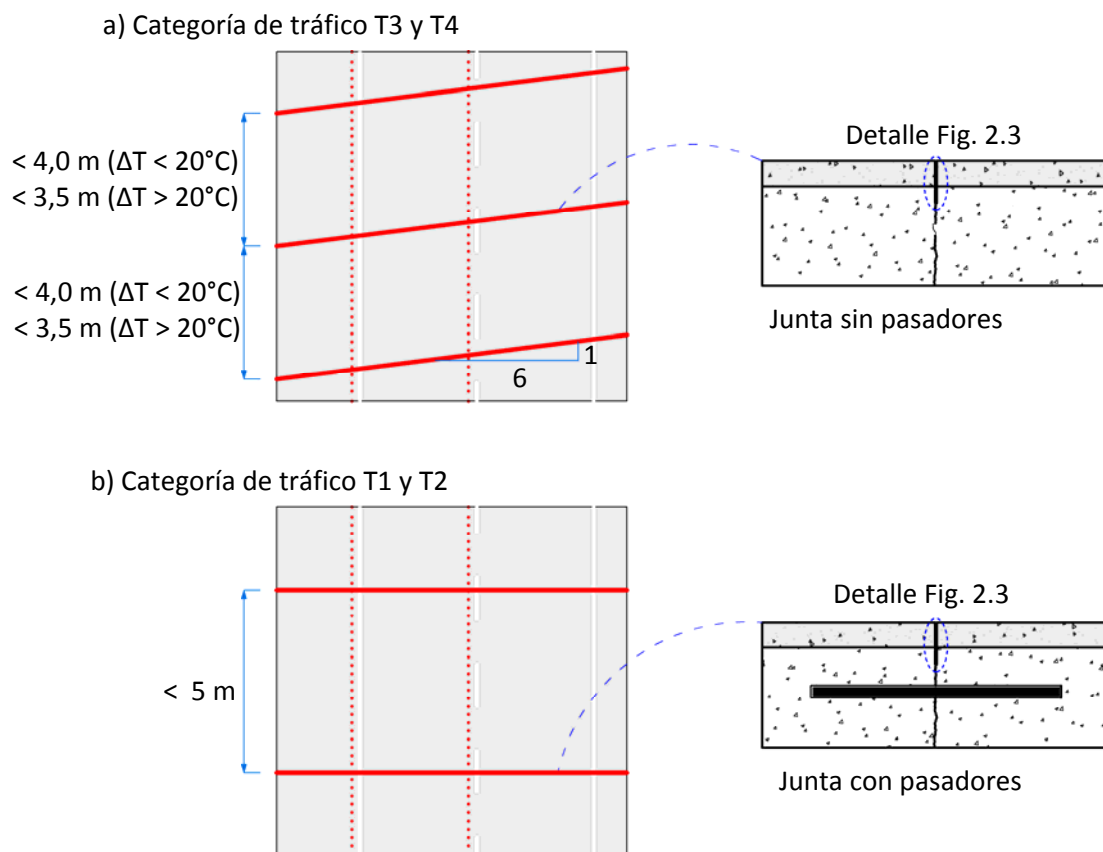 a) Categoría de tráfico T3 y T4
< 4,0 m (ΔT < 20°C)
< 3,5 m (ΔT > 20°C)
< 4,0 m (ΔT < 20°C)
< 3,5 m (ΔT > 20°C)
1
6
Detalle Fig. 2.3
Junta sin pasadores
b) Categoría de tráfico T1 y T2
< 5 m
Detalle Fig. 2.3
Junta con pasadores